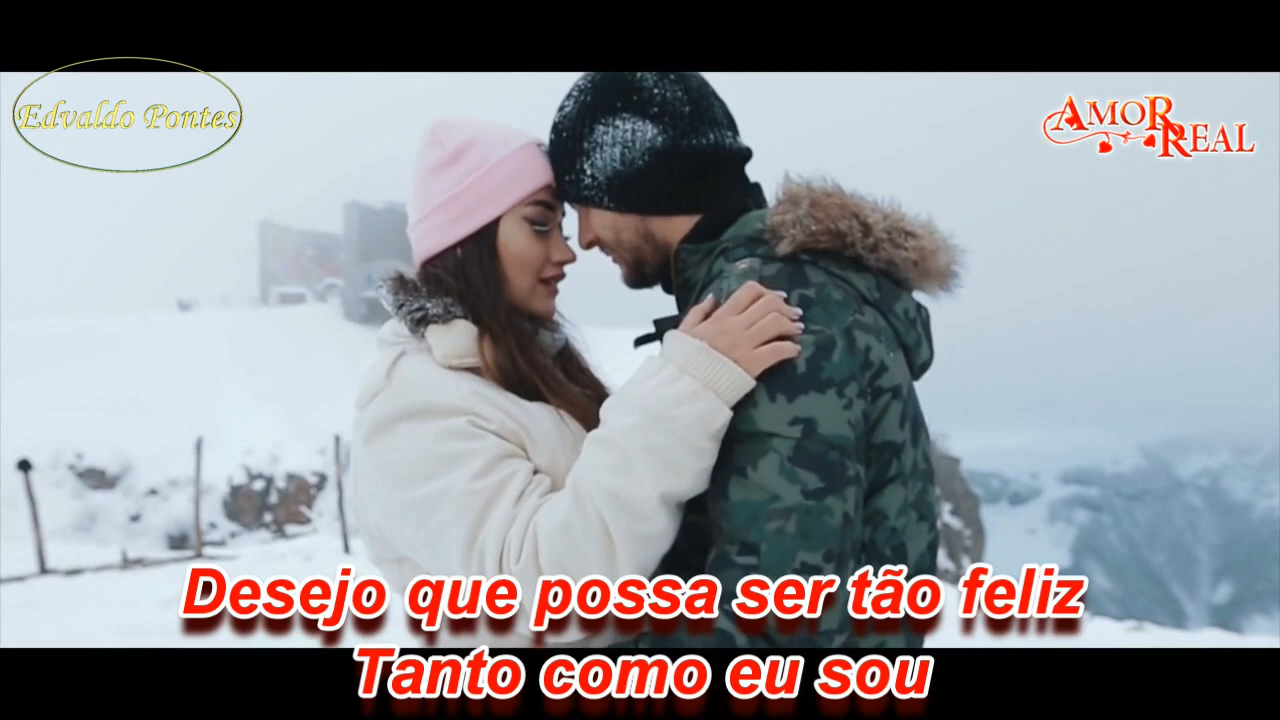 Edvaldo Pontes
AMOR
REAL
Desejo que possa ser tão feliz
Tanto como eu sou